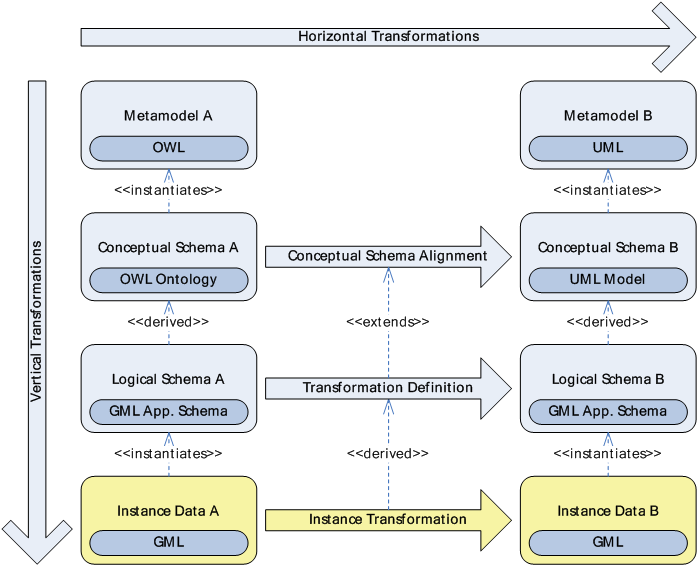 Horizontal Transformations
Vertical Transformations
Metamodel A
OWL
Metamodel B
UML
<<instantiates>>
<<instantiates>>
Conceptual Schema A
OWL Ontology
Conceptual Schema Alignment
Conceptual Schema B
UML Model
<<derived>>
<<extends>>
<<derived>>
Logical Schema A
GML App. Schema
Transformation Definition
Logical Schema B
GML App. Schema
<<instantiates>>
<<derived>>
<<instantiates>>
Instance Data A
GML
Instance Transformation
Instance Data B
GML